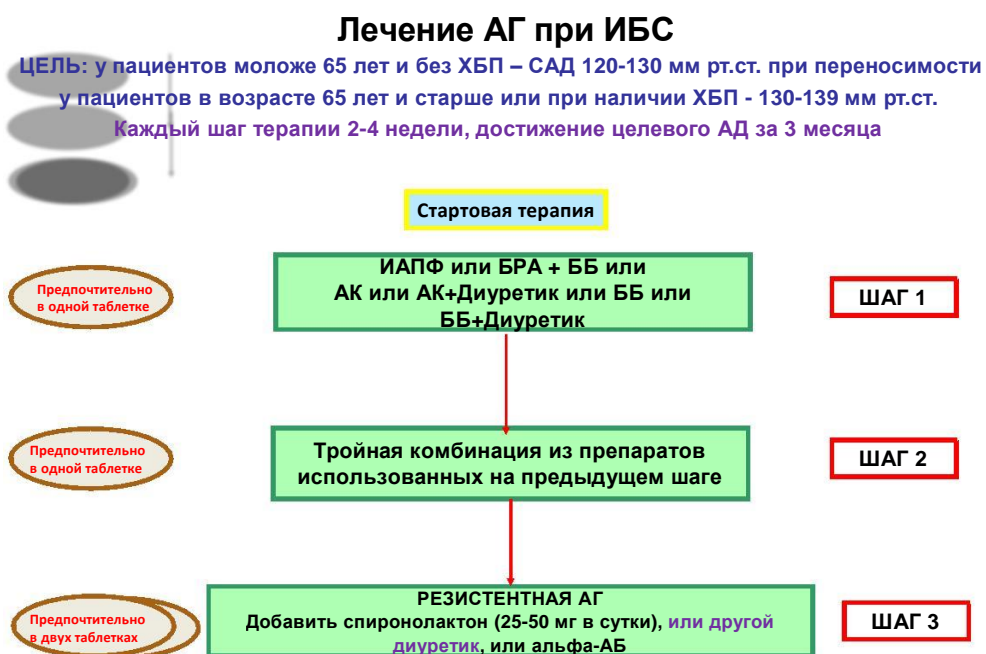 Лечение АГ при ИБС
ЦЕЛЬ: у пациентов моложе 65 лет и без ХБП – САД 120-130 мм рт.ст. при переносимости
у пациентов в возрасте 65 лет и старше или при наличии ХБП - 130-139 мм рт.ст.
Каждый шаг терапии 2-4 недели, достижение целевого АД за 3 месяца
Стартовая терапия
Предпочтительно
в одной таблетке
ИАПФ или БРА + ББ или
АК или АК+Диуретик или ББ или
ББ+Диуретик
ШАГ 1
Предпочтительно
в одной таблетке
Тройная комбинация из препаратов
использованных на предыдущем шаге
ШАГ 2
Предпочтительно
в двух таблетках
РЕЗИСТЕНТНАЯ АГ
Добавить спиронолактон (25-50 мг в сутки), или другой
диуретик, или альфа-АБ
ШАГ 3